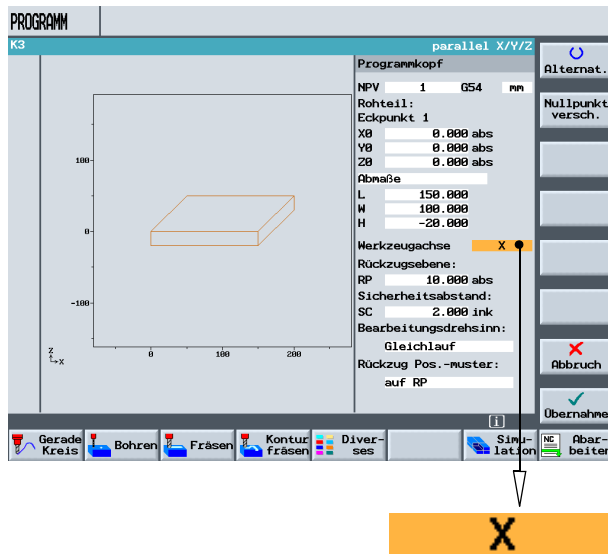 PROGRAMM
K3 parallel X/Y/Z
Programmkopf
NPV 1 G54 mm
Rohteil:
Eckpunkt 1
X0 0.000 abs
Y0 0.000 abs
Z0 0.000 abs
Abmaße
L 150.000
W 100.000
H -20.000
Werkzeugachse X
Rückzugsebene:
RP 10.000 abs
Sicherheitsabstand:
SC 2.000 ink
Bearbeitungsdrehsinn:
Gleichlauf
Rückzug Pos.-muster:
auf RP
100
0
-100
0 100 200
Z
X
Alternat.
Nullpunkt
versch.
Abbruch
Übernahme
i
Gerade
Kreis
Bohren
Fräsen
Kontur
fräsen
Diver-
ses
Simu-
lation
NC
Abar-
beiten
X